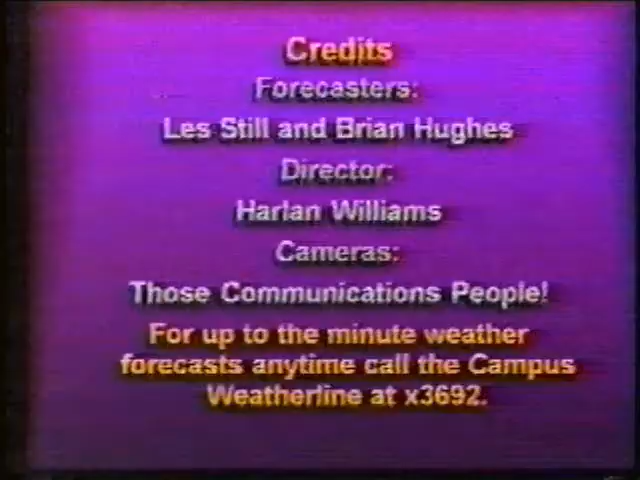 Credits
Forecasters:
Les Still and Brian Hughes
Director:
Harlan Williams
Cameras:
Those Communications People!
For up to the minute weather
forecasts anytime call the Campus
Weatherline at x3692.